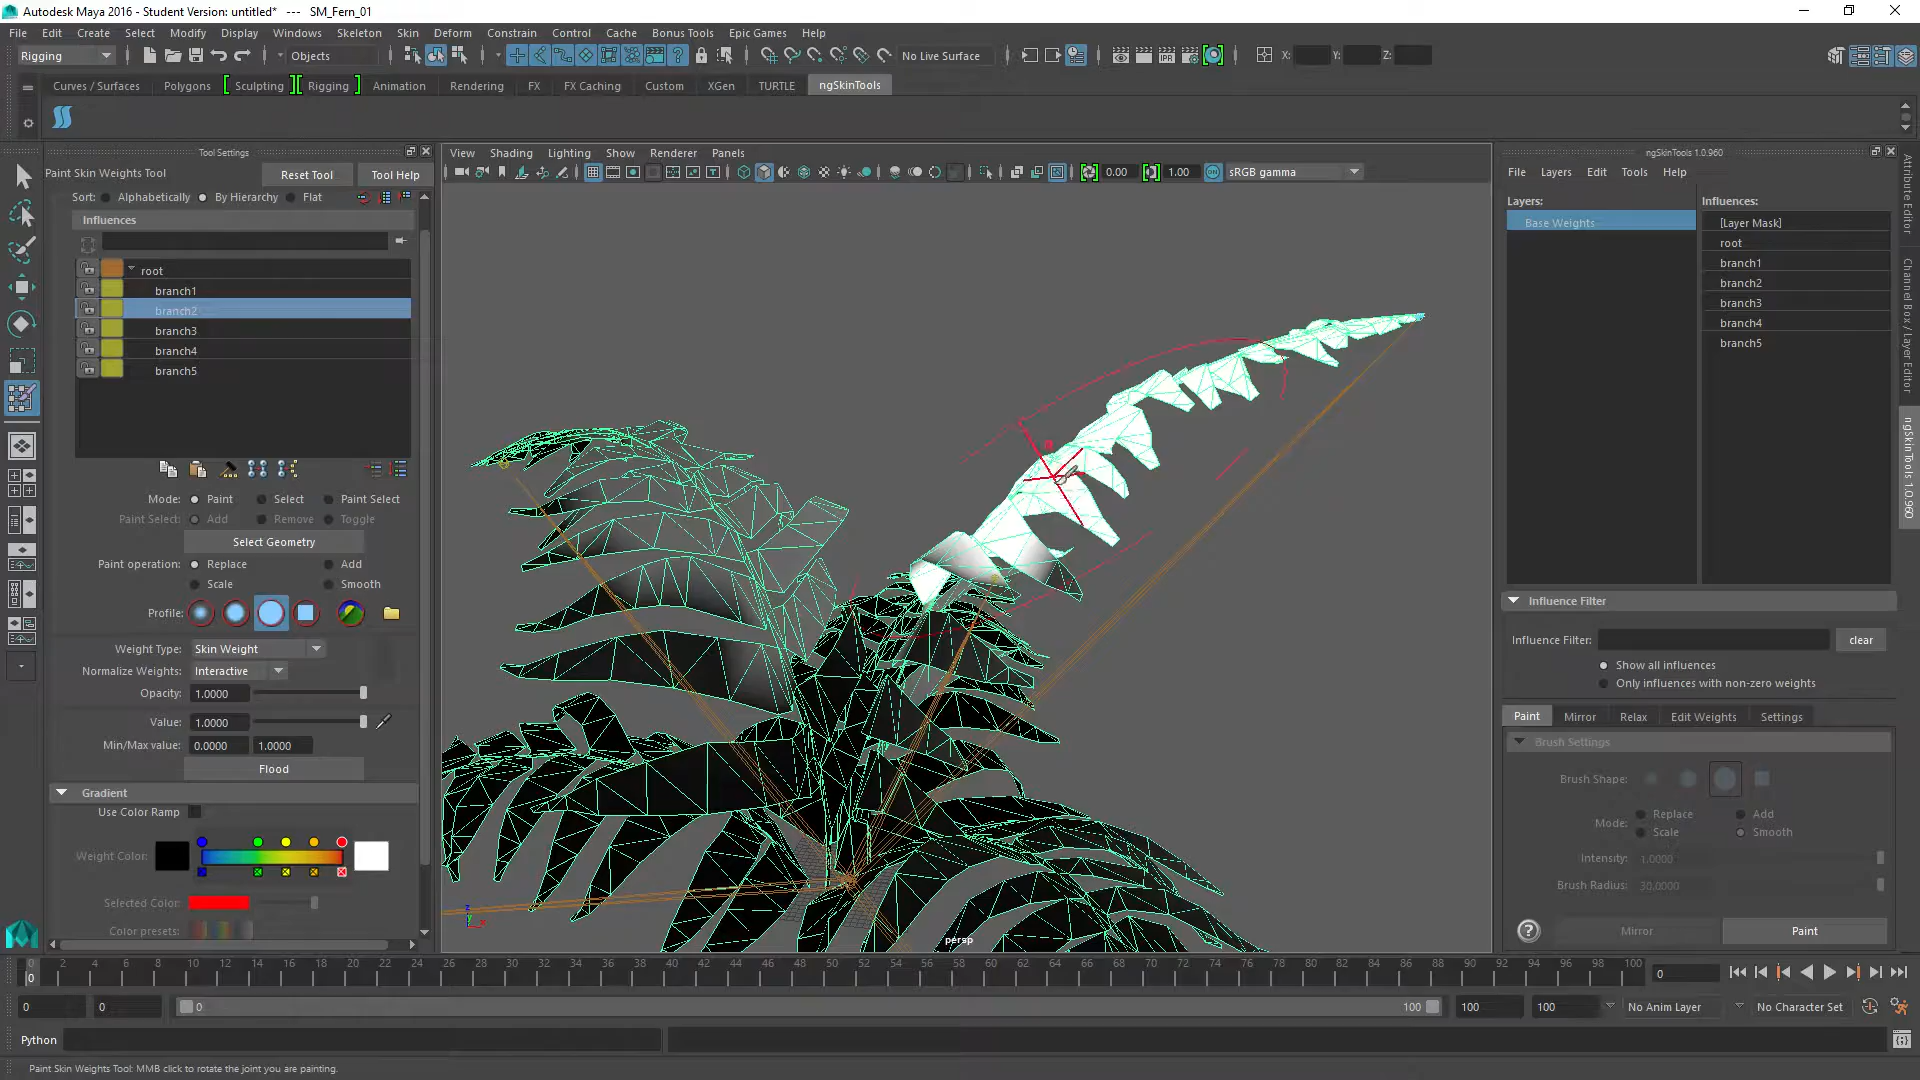 Autodesk Maya 2016 - Student Version: untitled*   ---   SM_Fern_01
File Edit Create Select Modify Display Windows Skeleton Skin Deform Constrain Control Cache Bonus Tools Epic Games Help
Rigging Objects No Live Surface IPR X: Y: Z:
Curves / Surfaces Polygons Sculpting Rigging Animation Rendering FX FX Caching Custom XGen TURTLE ngSkinTools
Tool Settings
Paint Skin Weights Tool Reset Tool Tool Help
Sort: Alphabetically By Hierarchy Flat
Influences
root
branch1
branch2
branch3
branch4
branch5
Mode: Paint Select Paint Select
Paint Select: Add Remove Toggle
Select Geometry
Paint operation: Replace Add
Scale Smooth
Profile:
Weight Type: Skin Weight
Normalize Weights: Interactive
Opacity: 1.0000
Value: 1.0000
Min/Max value: 0.0000 1.0000
Flood
Gradient
Use Color Ramp
Weight Color:
Selected Color:
Color presets:
View Shading Lighting Show Renderer Panels
0.00 1.00 sRGB gamma
persp
ngSkinTools 1.0.960
File Layers Edit Tools Help
Layers: Influences:
Base Weights [Layer Mask]
root
branch1
branch2
branch3
branch4
branch5
Influence Filter
Influence Filter: clear
Show all influences
Only influences with non-zero weights
Paint Mirror Relax Edit Weights Settings
Brush Settings
Brush Shape:
Mode: Replace Add
Scale Smooth
Intensity: 1.0000
Brush Radius: 30.0000
Mirror Paint
Attribute Editor
Channel Box / Layer Editor
ngSkinTools 1.0.960
0 2 4 6 8 10 12 14 16 18 20 22 24 26 28 30 32 34 36 38 40 42 44 46 48 50 52 54 56 58 60 62 64 66 68 70 72 74 76 78 80 82 84 86 88 90 92 94 96 98 100
0 0
0 0 0 100 100 100 No Anim Layer No Character Set
Python
Paint Skin Weights Tool: MMB click to rotate the joint you are painting.